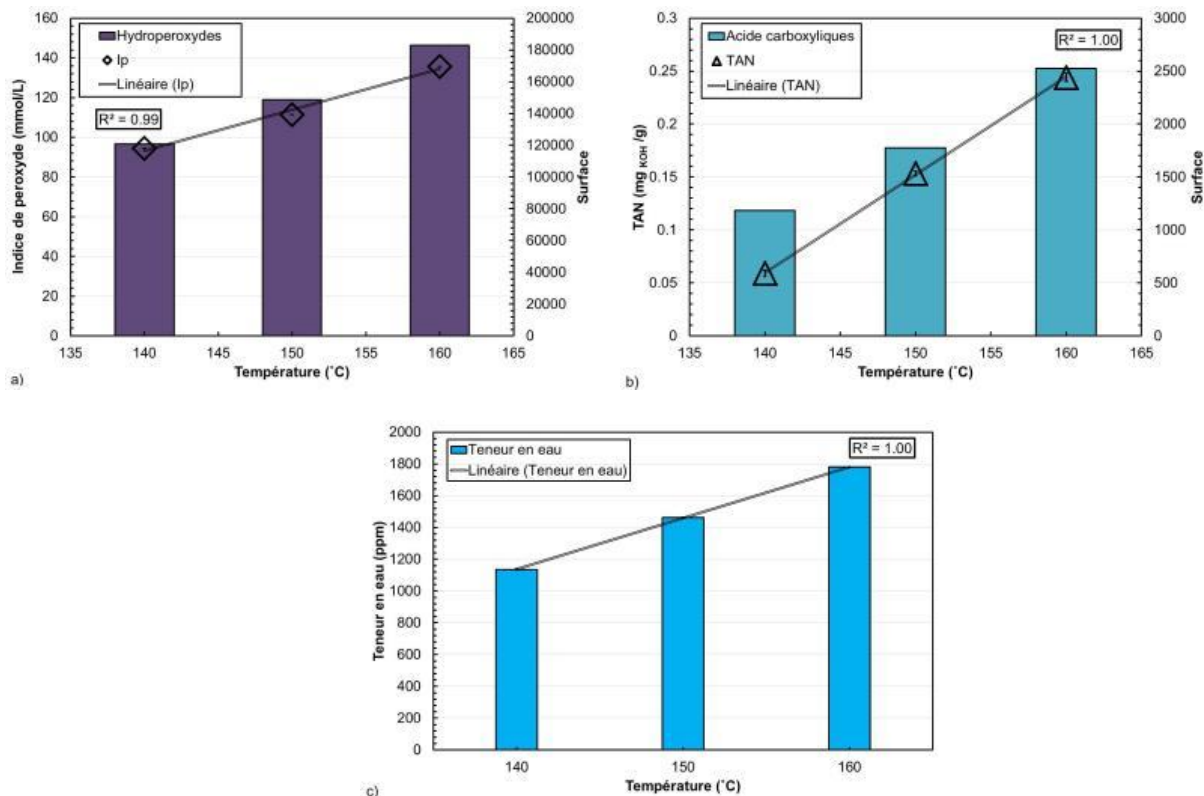 160
140
120
100
80
60
40
20
0
Indice de peroxyde (mmol/L)
Hydroperoxydes
Ip
Linéaire (Ip)
R² = 0.99
200000
180000
160000
140000
120000
100000
80000
60000
40000
20000
0
Surface
135 140 145 150 155 160 165
Température (˚C)
a)
0.3
0.25
0.2
0.15
0.1
0.05
0
TAN (mg KOH /g)
Acide carboxyliques
TAN
Linéaire (TAN)
R² = 1.00
3000
2500
2000
1500
1000
500
0
Surface
135 140 145 150 155 160 165
Température (˚C)
b)
2000
1800
1600
1400
1200
1000
800
600
400
200
0
Teneur en eau (ppm)
Teneur en eau
Linéaire (Teneur en eau)
R² = 1.00
140 150 160
Température (˚C)
c)